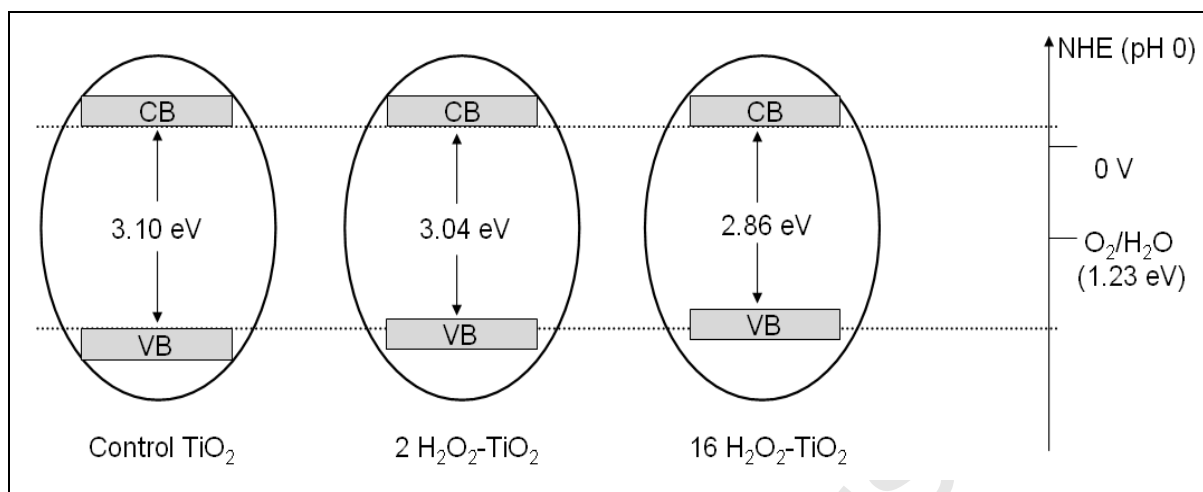 NHE (pH 0)
CB
CB
CB
0 V
3.10 eV
3.04 eV
2.86 eV
O₂/H₂O
(1.23 eV)
VB
VB
VB
Control TiO₂
2 H₂O₂-TiO₂
16 H₂O₂-TiO₂